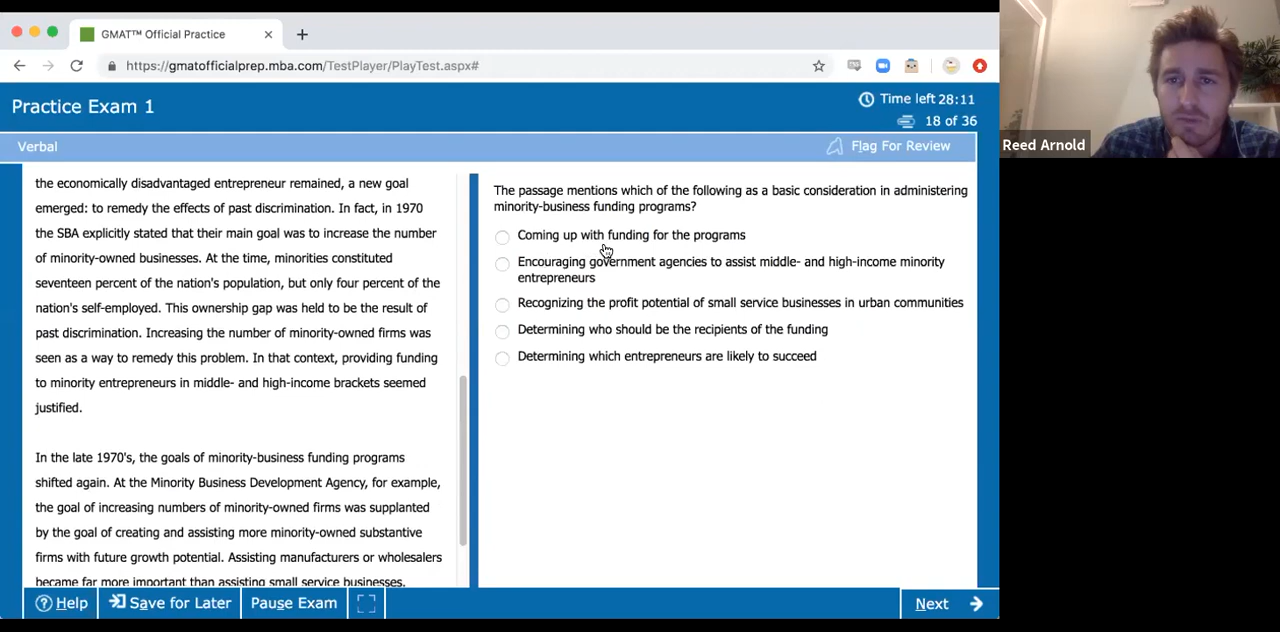 GMAT™ Official Practice
https://gmatofficialprep.mba.com/TestPlayer/PlayTest.aspx#
Practice Exam 1
Time left 28:11
18 of 36
Verbal
Flag For Review
Reed Arnold
the economically disadvantaged entrepreneur remained, a new goal
emerged: to remedy the effects of past discrimination. In fact, in 1970
the SBA explicitly stated that their main goal was to increase the number
of minority-owned businesses. At the time, minorities constituted
seventeen percent of the nation's population, but only four percent of the
nation's self-employed. This ownership gap was held to be the result of
past discrimination. Increasing the number of minority-owned firms was
seen as a way to remedy this problem. In that context, providing funding
to minority entrepreneurs in middle- and high-income brackets seemed
justified.
In the late 1970's, the goals of minority-business funding programs
shifted again. At the Minority Business Development Agency, for example,
the goal of increasing numbers of minority-owned firms was supplanted
by the goal of creating and assisting more minority-owned substantive
firms with future growth potential. Assisting manufacturers or wholesalers
became far more important than assisting small service businesses.
The passage mentions which of the following as a basic consideration in administering
minority-business funding programs?
Coming up with funding for the programs
Encouraging government agencies to assist middle- and high-income minority
entrepreneurs
Recognizing the profit potential of small service businesses in urban communities
Determining who should be the recipients of the funding
Determining which entrepreneurs are likely to succeed
Help
Save for Later
Pause Exam
Next